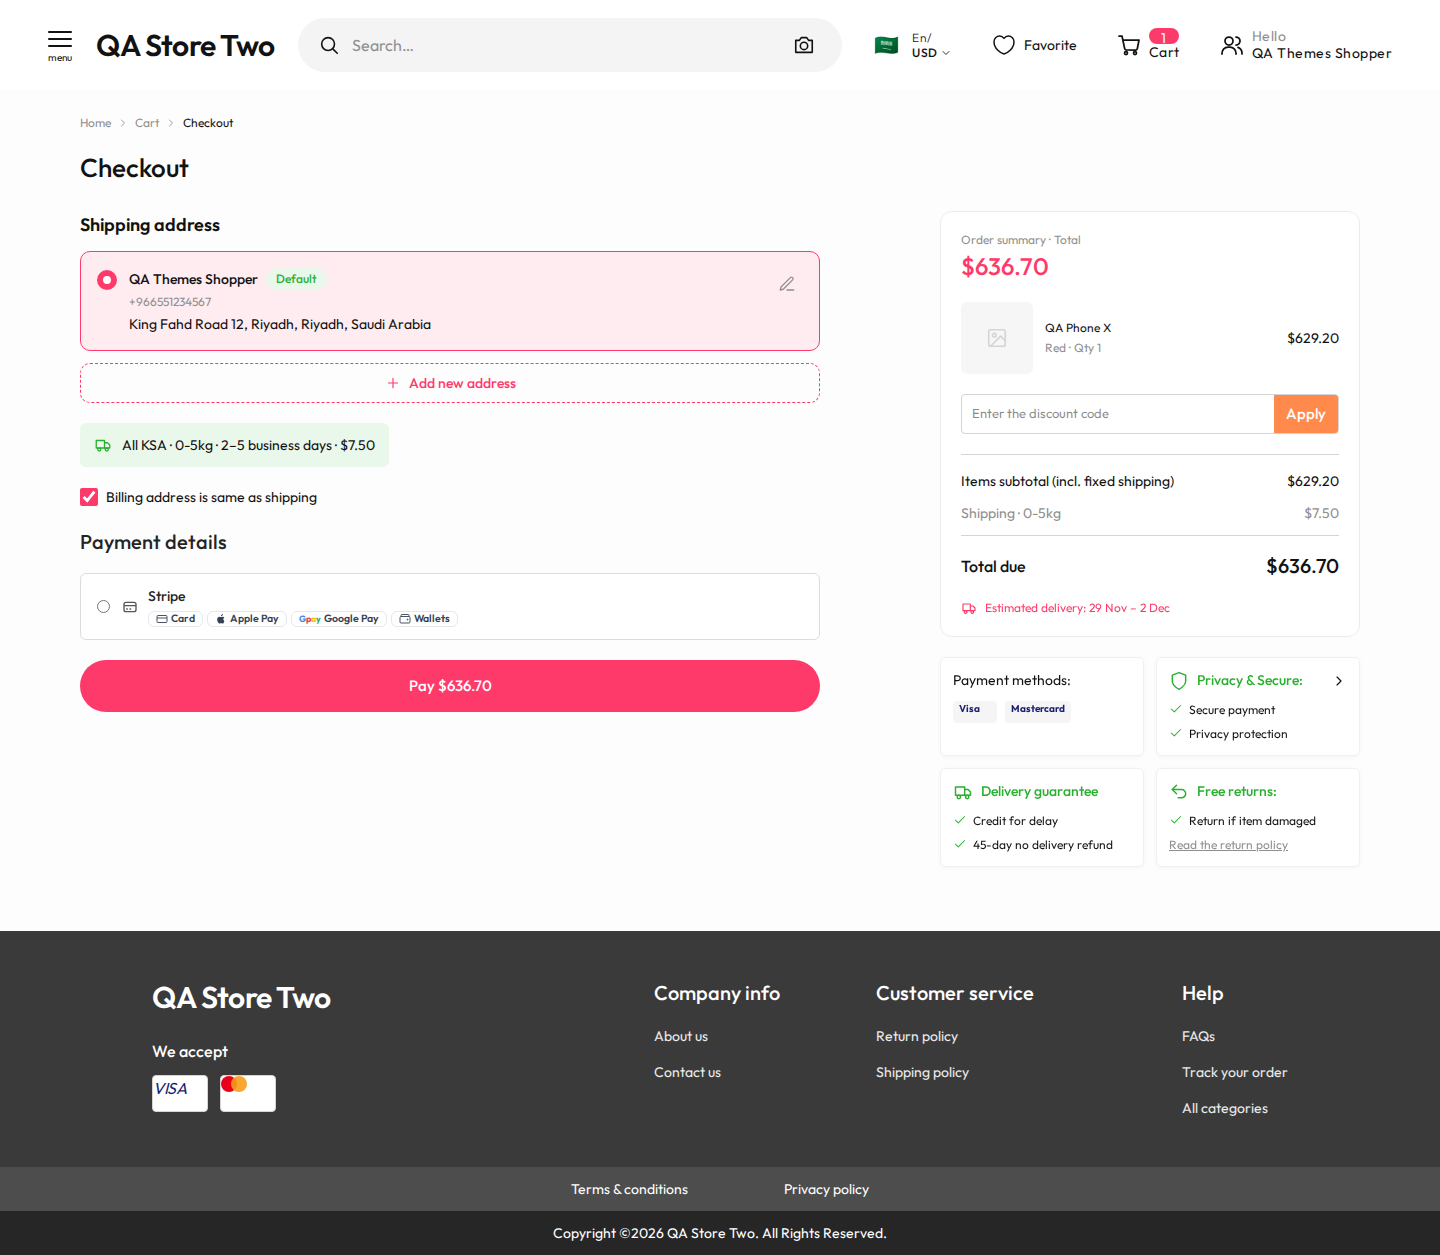 menu
QA Store Two
Search...
En/
USD
Favorite
1
Cart
Hello
QA Themes Shopper
Home
Cart
Checkout
Checkout
Shipping address
QA Themes Shopper
Default
+966551234567
King Fahd Road 12, Riyadh, Riyadh, Saudi Arabia
Add new address
All KSA · 0-5kg · 2–5 business days · $7.50
Billing address is same as shipping
Payment details
Stripe
Card
Apple Pay
Gpay Google Pay
Wallets
Pay $636.70
Order summary · Total
$636.70
QA Phone X
Red · Qty 1
$629.20
Enter the discount code
Apply
Items subtotal (incl. fixed shipping)
$629.20
Shipping · 0-5kg
$7.50
Total due
$636.70
Estimated delivery: 29 Nov – 2 Dec
Payment methods:
Visa
Mastercard
Privacy & Secure:
Secure payment
Privacy protection
Delivery guarantee
Credit for delay
45-day no delivery refund
Free returns:
Return if item damaged
Read the return policy
QA Store Two
We accept
VISA
Company info
About us
Contact us
Customer service
Return policy
Shipping policy
Help
FAQs
Track your order
All categories
Terms & conditions
Privacy policy
Copyright ©2026 QA Store Two. All Rights Reserved.